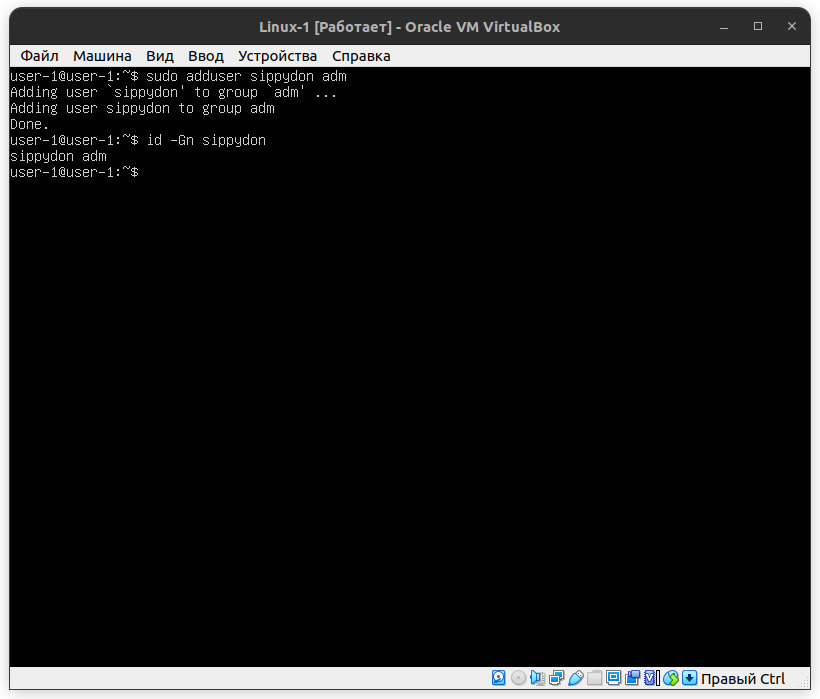 Linux-1 [Работает] - Oracle VM VirtualBox
Файл Машина Вид Ввод Устройства Справка
user-1@user-1:~$ sudo adduser sippydon adm
Adding user `sippydon' to group `adm' ...
Adding user sippydon to group adm
Done.
user-1@user-1:~$ id -Gn sippydon
sippydon adm
user-1@user-1:~$
Правый Ctrl